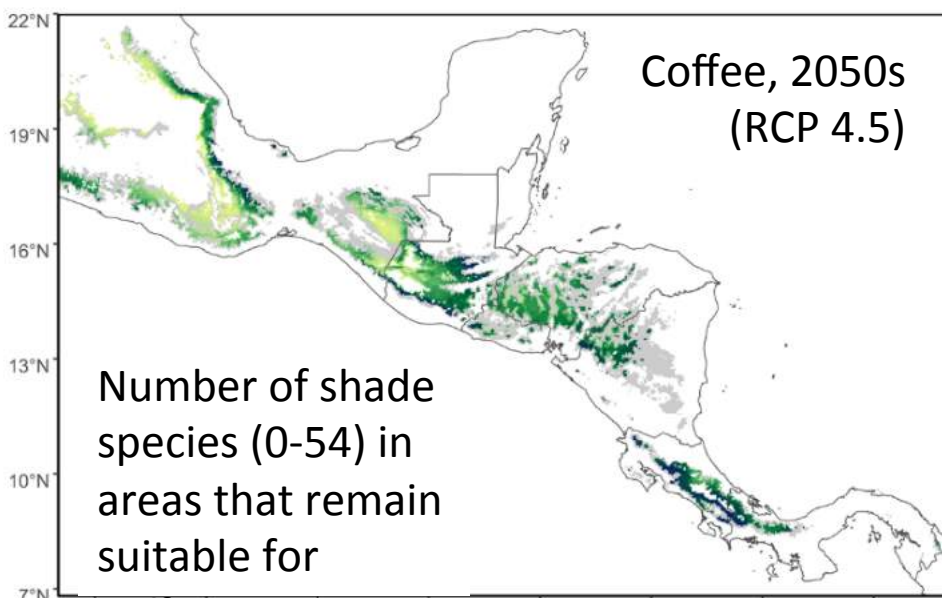 22°N
Coffee, 2050s
(RCP 4.5)
19°N
16°N
13°N
Number of shade
species (0-54) in
areas that remain
suitable for
10°N
7°N